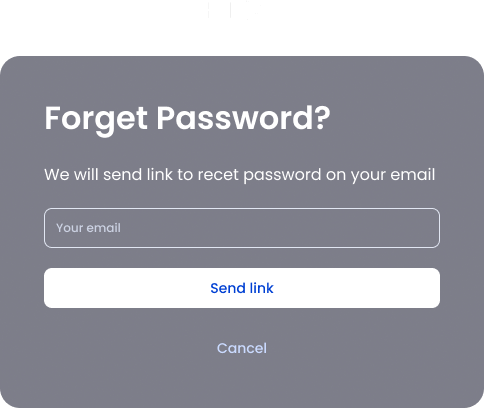 Forget Password?
We will send link to recet password on your email
Your email
Send link
Cancel